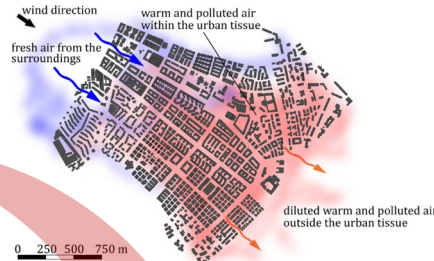 wind direction
warm and polluted air
within the urban tissue
fresh air from the
surroundings
diluted warm and polluted air
outside the urban tissue
0 250 500 750 m